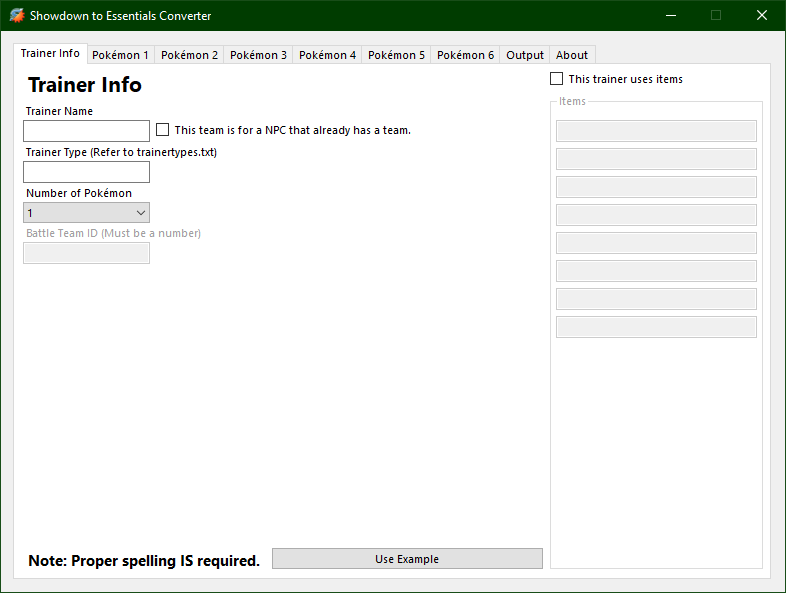 Showdown to Essentials Converter
Trainer Info Pokémon 1 Pokémon 2 Pokémon 3 Pokémon 4 Pokémon 5 Pokémon 6 Output About
Trainer Info
This trainer uses items
Items
Trainer Name
This team is for a NPC that already has a team.
Trainer Type (Refer to trainertypes.txt)
Number of Pokémon
1
Battle Team ID (Must be a number)
Note: Proper spelling IS required.
Use Example